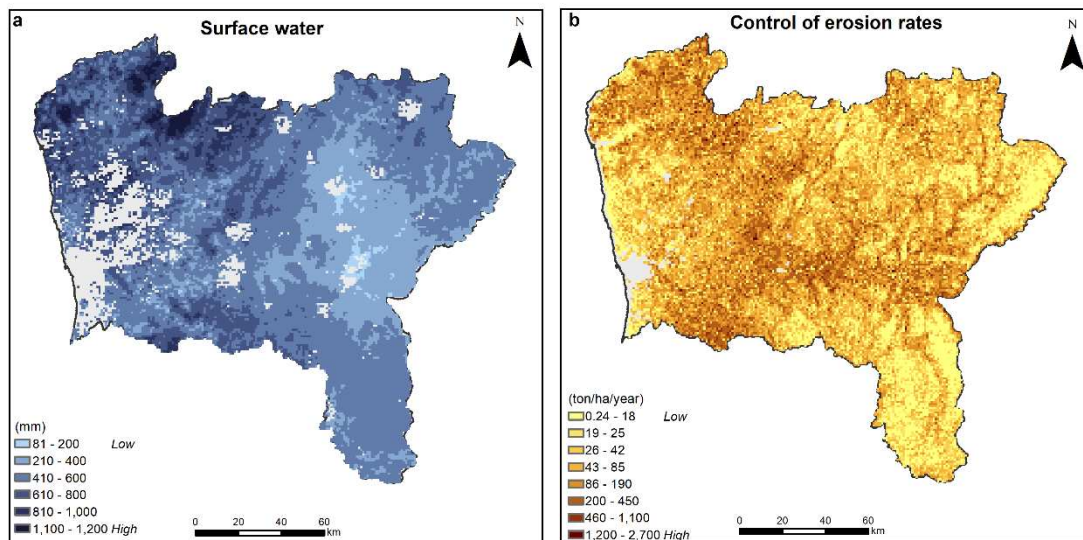 a
Surface water
N
(mm)
81 - 200 Low
210 - 400
410 - 600
610 - 800
810 - 1,000
1,100 - 1,200 High
0 20 40 60
km
b
Control of erosion rates
N
(ton/ha/year)
0.24 - 18 Low
19 - 25
26 - 42
43 - 85
86 - 190
200 - 450
460 - 1,100
1,200 - 2,700 High
0 20 40 60
km